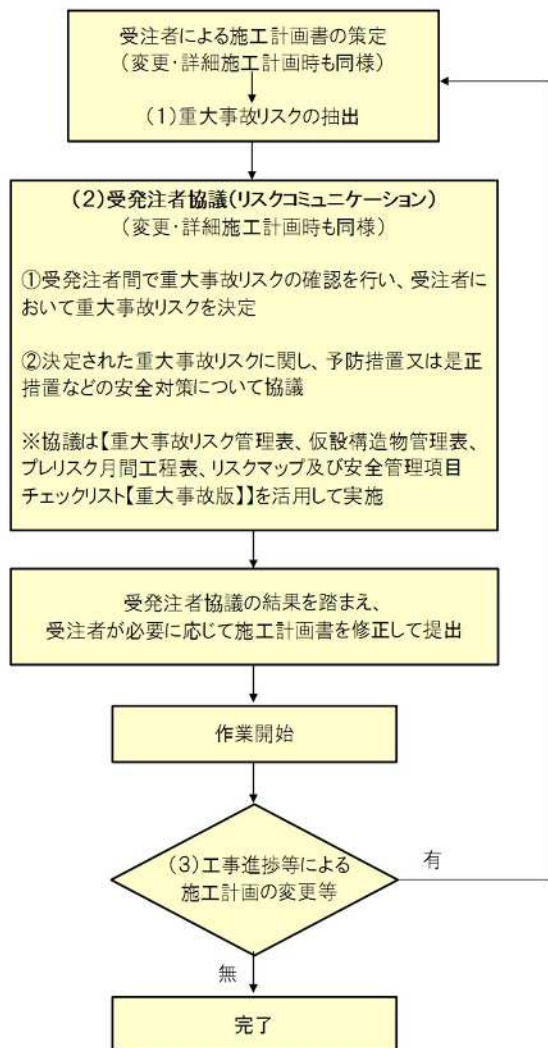 受注者による施工計画書の策定
(変更・詳細施工計画時も同様)
(1)重大事故リスクの抽出
(2)受発注者協議(リスクコミュニケーション)
(変更・詳細施工計画時も同様)
①受発注者間で重大事故リスクの確認を行い、受注者に
おいて重大事故リスクを決定
②決定された重大事故リスクに関し、予防措置又は是正
措置などの安全対策について協議
※協議は【重大事故リスク管理表、仮設構造物管理表、
プレリスク月間工程表、リスクマップ及び安全管理項目
チェックリスト【重大事故版】】を活用して実施
受発注者協議の結果を踏まえ、
受注者が必要に応じて施工計画書を修正して提出
作業開始
(3)工事進捗等による
施工計画の変更等
有
無
完了